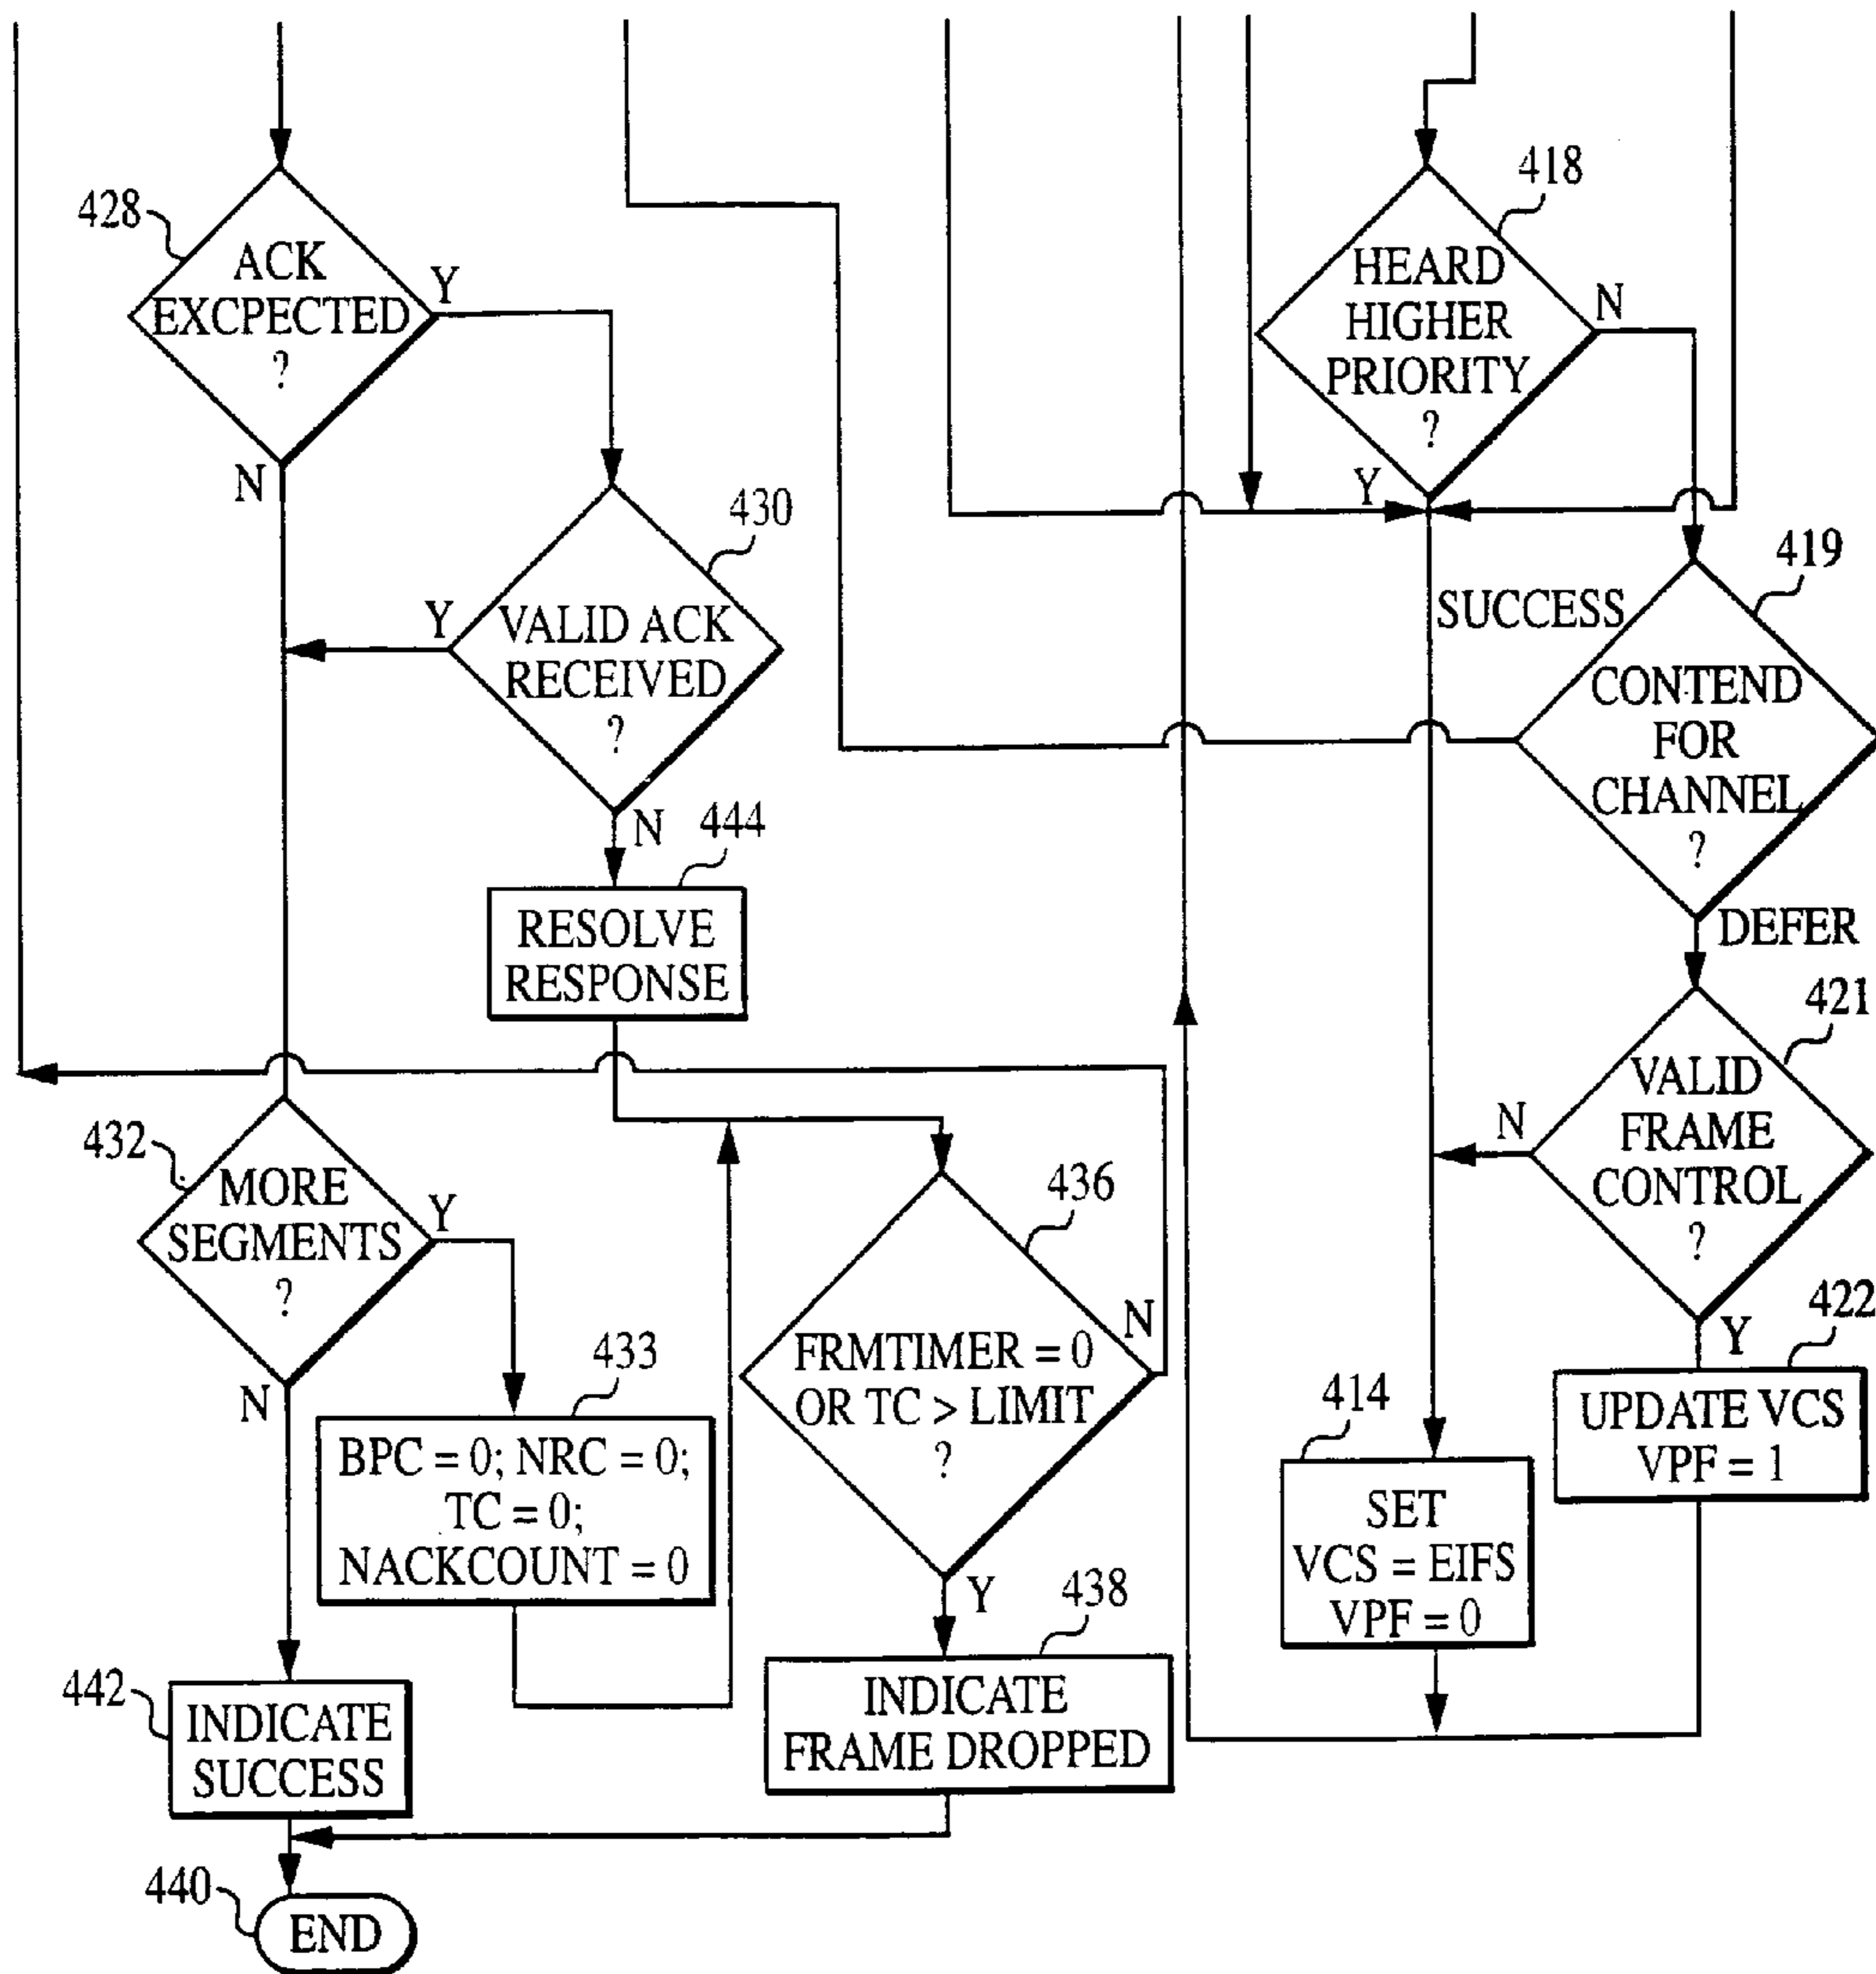 428
ACK
EXCPECTED
?
Y
N
418
HEARD
HIGHER
PRIORITY
?
N
Y
430
VALID ACK
RECEIVED
?
Y
N
419
SUCCESS
CONTEND
FOR
CHANNEL
?
DEFER
444
RESOLVE
RESPONSE
421
VALID
FRAME
CONTROL
?
N
Y
432
MORE
SEGMENTS
?
Y
N
436
FRMTIMER = 0
OR TC > LIMIT
?
N
Y
422
UPDATE VCS
VPF = 1
433
BPC = 0; NRC = 0;
TC = 0;
NACKCOUNT = 0
414
SET
VCS = EIFS
VPF = 0
438
INDICATE
FRAME DROPPED
442
INDICATE
SUCCESS
440
END